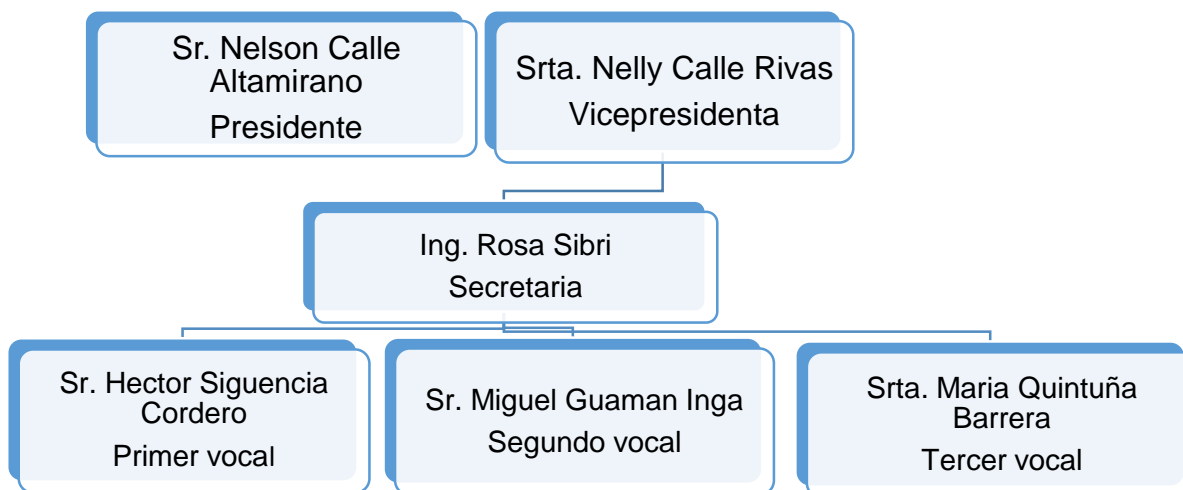 Sr. Nelson Calle
Altamirano
Presidente
Srta. Nelly Calle Rivas
Vicepresidenta
Ing. Rosa Sibri
Secretaria
Sr. Hector Siguencia
Cordero
Primer vocal
Sr. Miguel Guaman Inga
Segundo vocal
Srta. Maria Quintuña
Barrera
Tercer vocal